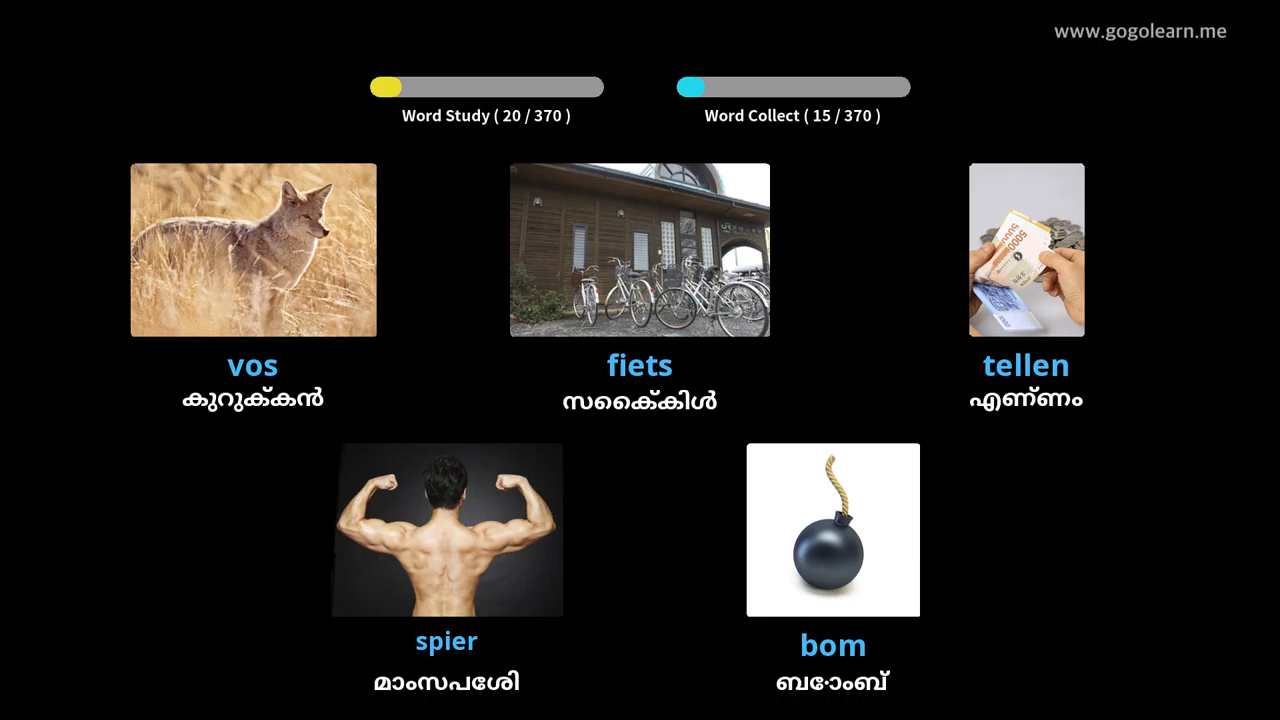 www.gogolearn.me
Word Study ( 20 / 370 )
Word Collect ( 15 / 370 )
vos
fiets
tellen
കുറുക്കൻ
സൈക്കിൾ
എണ്ണം
spier
bom
മാംസപേശി
ബോംബ്